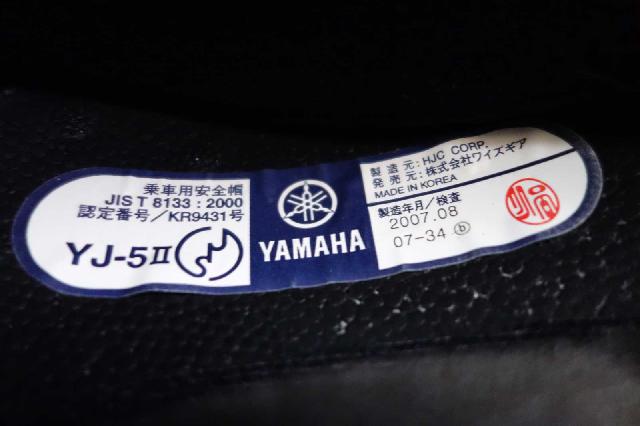 乗車用安全帽
JIS T 8133 : 2000
認定番号／KR9431号
YJ-5II
YAMAHA
製造元 : HJC CORP.
発売元 : 株式会社ワイズギア
MADE IN KOREA
製造年月／検査
2007.08
07-34 ⓑ